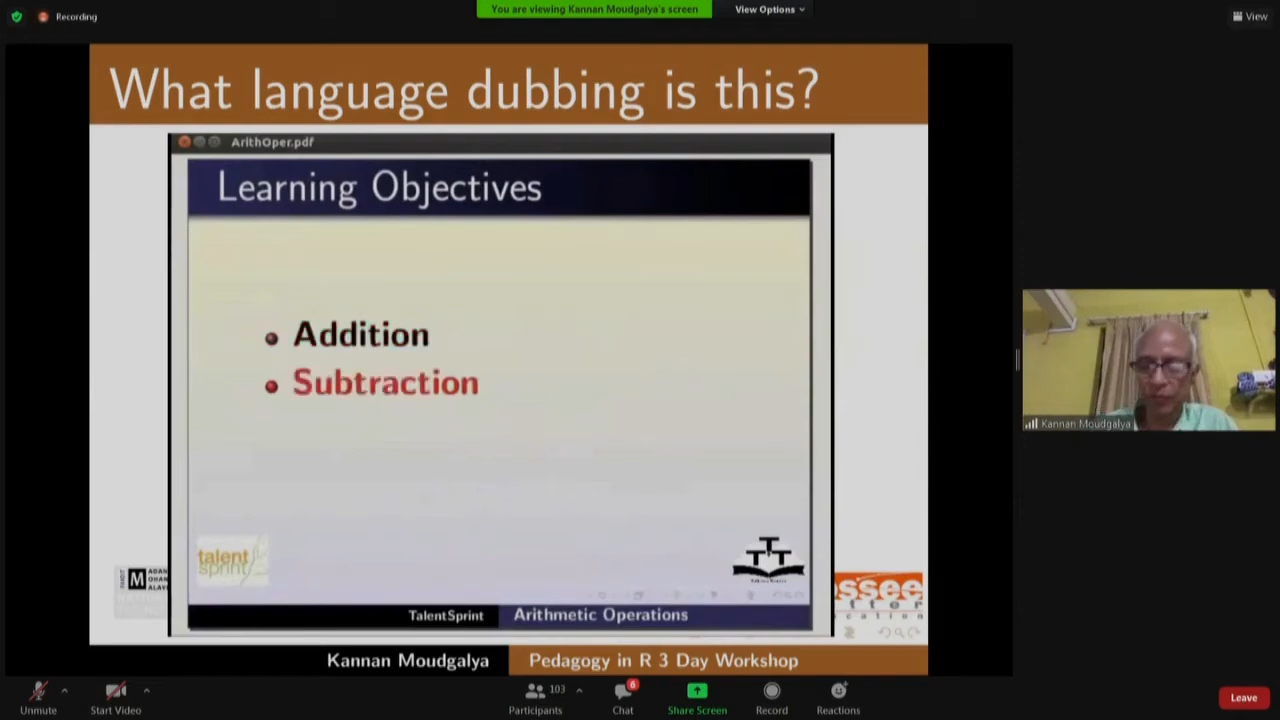 Recording
You are viewing Kannan Moudgalya's screen
View Options
View
What language dubbing is this?
ArithOper.pdf
Learning Objectives
Addition
Subtraction
talent
sprint
TTT
M
TalentSprint
Arithmetic Operations
Kannan Moudgalya
Pedagogy in R 3 Day Workshop
Kannan Moudgalya
Unmute
Start Video
103
Participants
6
Chat
Share Screen
Record
Reactions
Leave